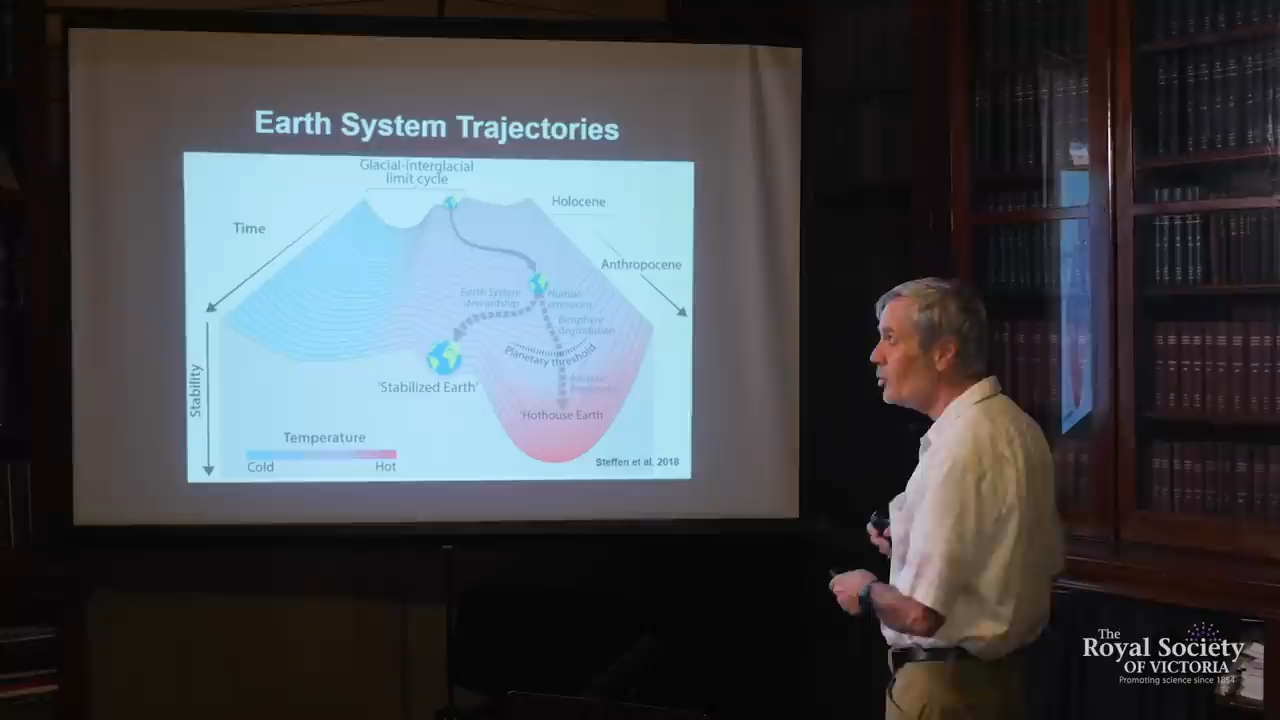 Earth System Trajectories
Glacial-interglacial
limit cycle
Holocene
Time
Anthropocene
Earth System
stewardship
Human
emissions
Biosphere
degradation
Planetary threshold
'Stabilized Earth'
Stability
'Hothouse Earth
Temperature
Cold
Hot
Steffen et al. 2018
The
Royal Society
OF VICTORIA
Promoting science since 1854